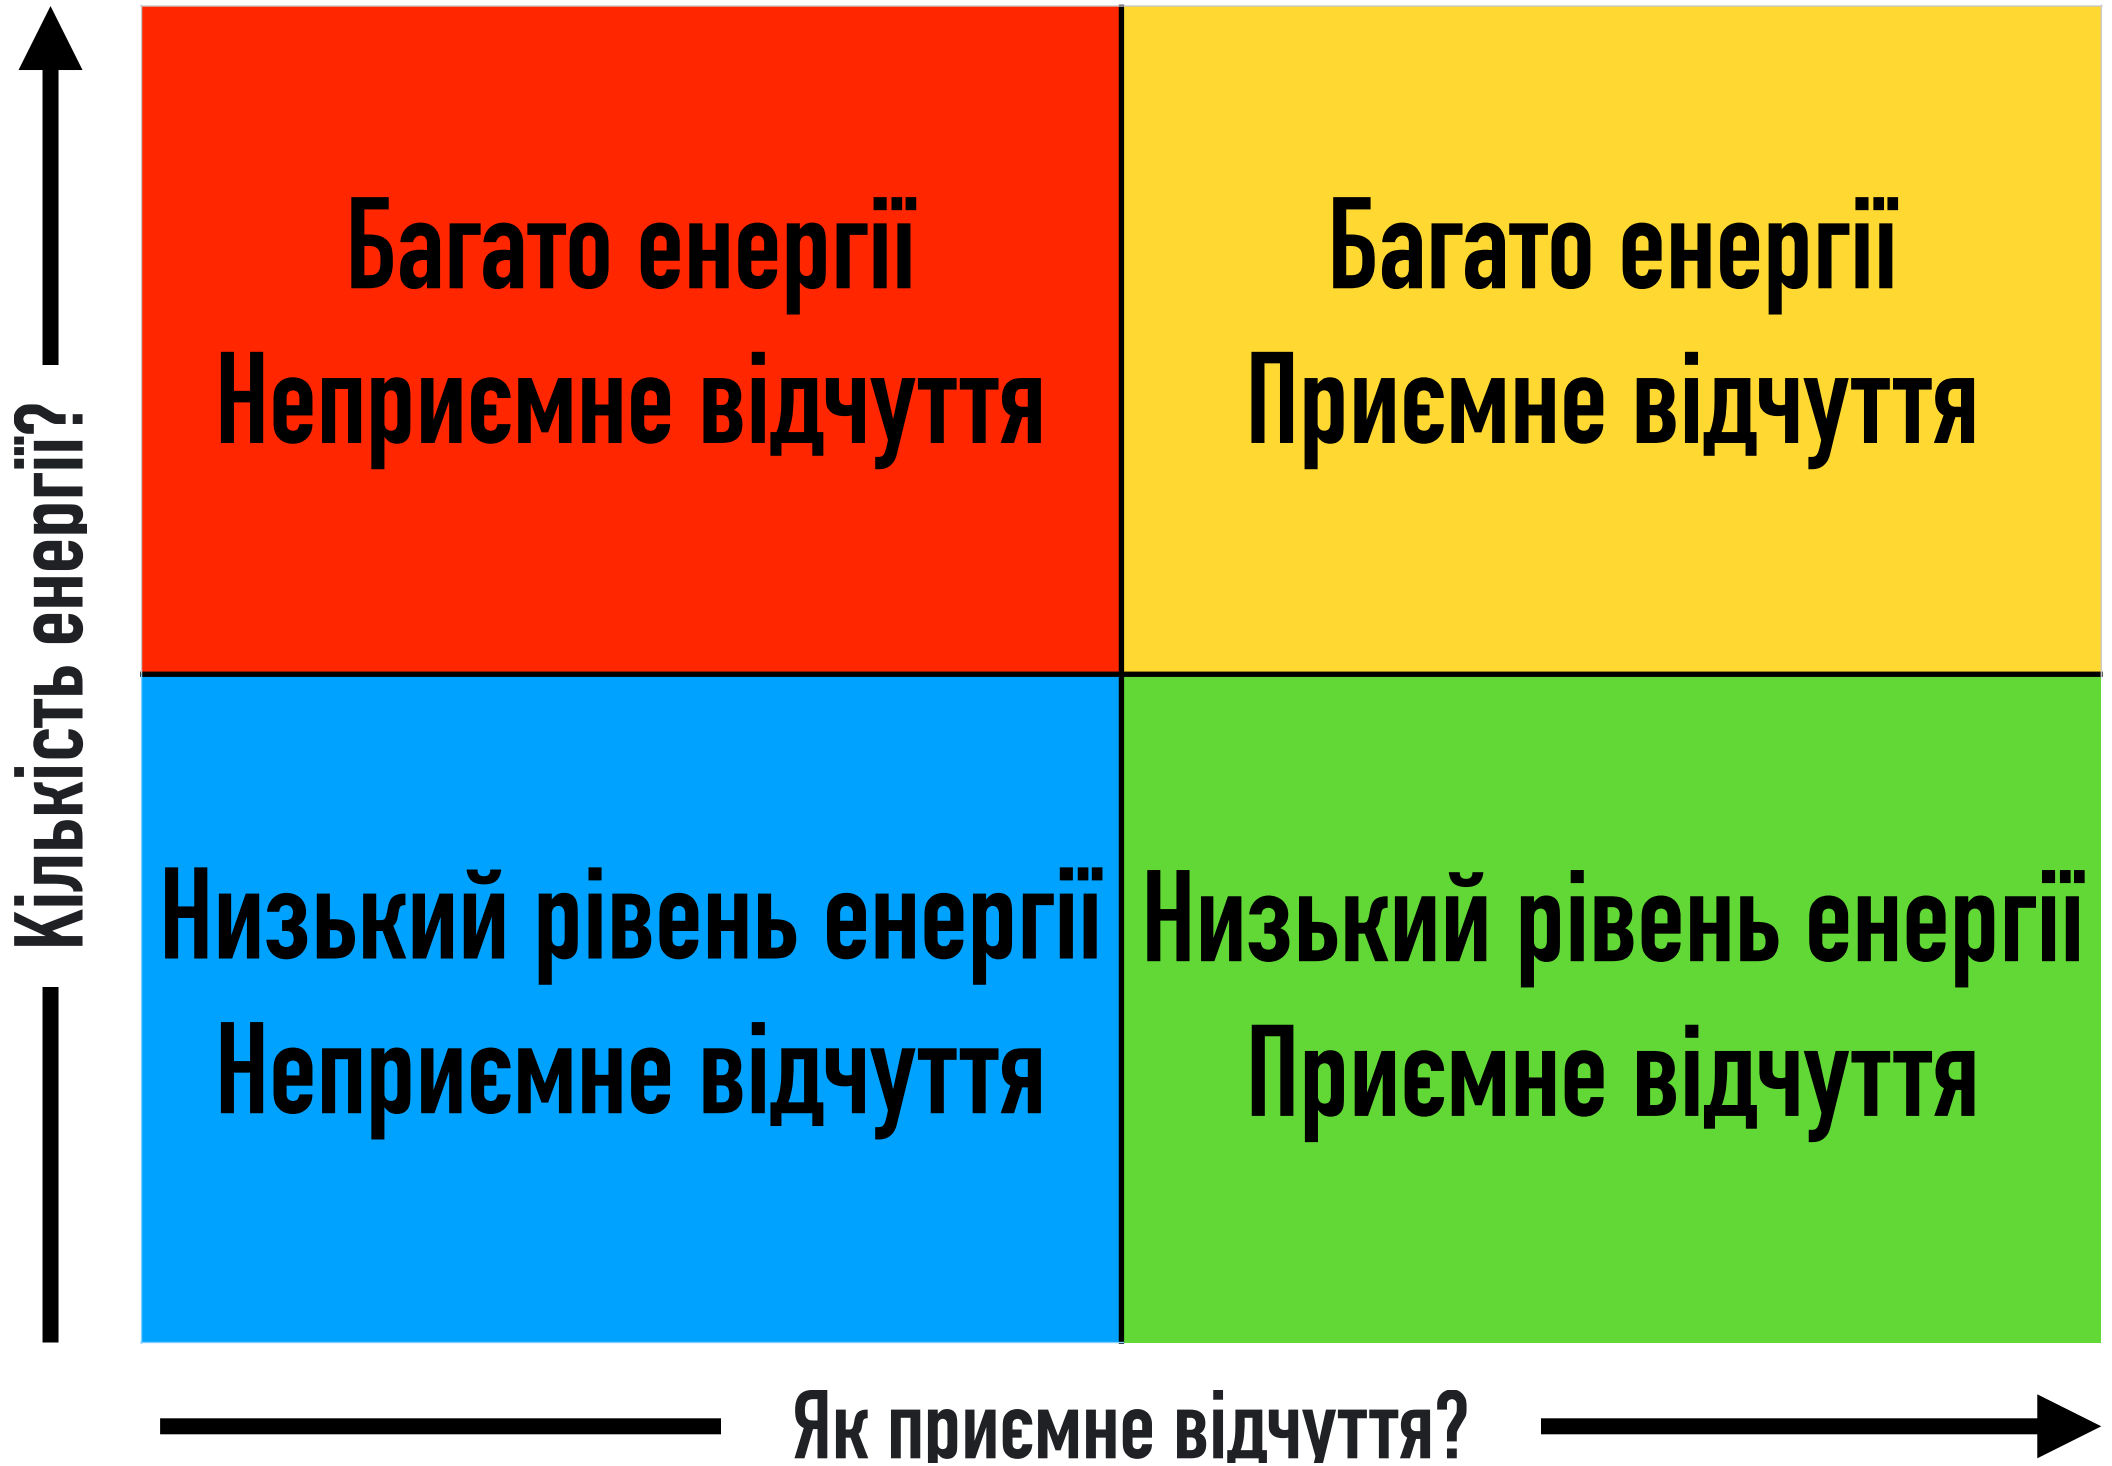 Багато енергії
Неприємне відчуття
Багато енергії
Приємне відчуття
Кількість енергії?
Низький рівень енергії
Неприємне відчуття
Низький рівень енергії
Приємне відчуття
Як приємне відчуття?